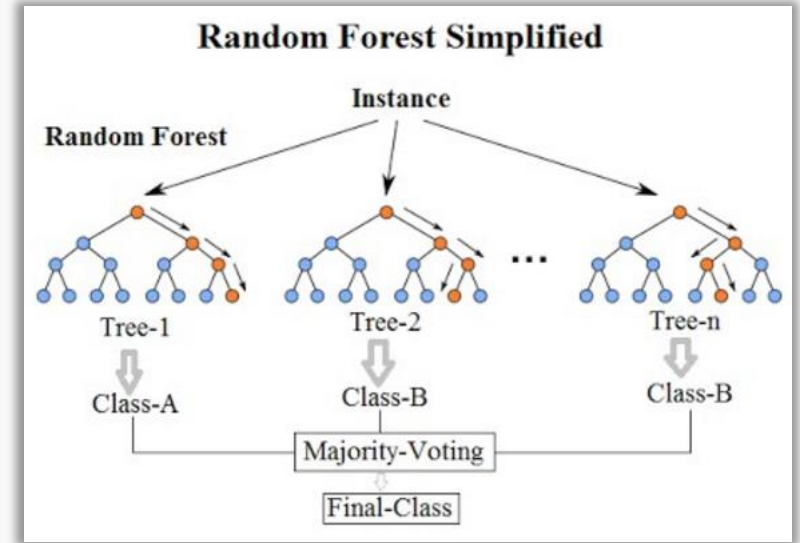 Random Forest Simplified
Instance
Random Forest
...
Tree-1
Tree-2
Tree-n
Class-A
Class-B
Class-B
Majority-Voting
Final-Class